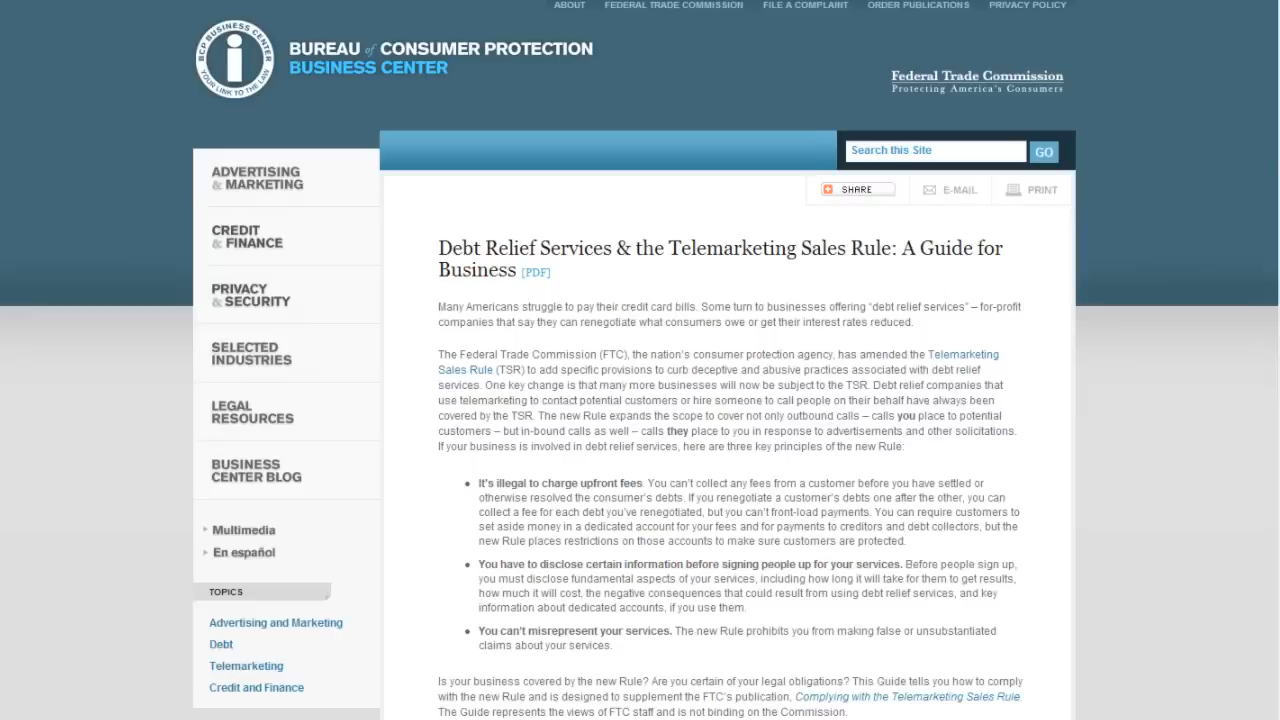 ABOUT FEDERAL TRADE COMMISSION FILE A COMPLAINT ORDER PUBLICATIONS PRIVACY POLICY
BCP BUSINESS CENTER
YOUR LINK TO THE LAW
i
BUREAU of CONSUMER PROTECTION
BUSINESS CENTER
Federal Trade Commission
Protecting America's Consumers
Search this Site GO
SHARE E-MAIL PRINT
ADVERTISING
& MARKETING
CREDIT
& FINANCE
PRIVACY
& SECURITY
SELECTED
INDUSTRIES
LEGAL
RESOURCES
BUSINESS
CENTER BLOG
Multimedia
En español
TOPICS
Advertising and Marketing
Debt
Telemarketing
Credit and Finance
Debt Relief Services & the Telemarketing Sales Rule: A Guide for
Business [PDF]
Many Americans struggle to pay their credit card bills. Some turn to businesses offering “debt relief services” – for-profit
companies that say they can renegotiate what consumers owe or get their interest rates reduced.
The Federal Trade Commission (FTC), the nation's consumer protection agency, has amended the Telemarketing
Sales Rule (TSR) to add specific provisions to curb deceptive and abusive practices associated with debt relief
services. One key change is that many more businesses will now be subject to the TSR. Debt relief companies that
use telemarketing to contact potential customers or hire someone to call people on their behalf have always been
covered by the TSR. The new Rule expands the scope to cover not only outbound calls – calls you place to potential
customers – but in-bound calls as well – calls they place to you in response to advertisements and other solicitations.
If your business is involved in debt relief services, here are three key principles of the new Rule:
• It's illegal to charge upfront fees. You can't collect any fees from a customer before you have settled or
otherwise resolved the consumer's debts. If you renegotiate a customer's debts one after the other, you can
collect a fee for each debt you've renegotiated, but you can't front-load payments. You can require customers to
set aside money in a dedicated account for your fees and for payments to creditors and debt collectors, but the
new Rule places restrictions on those accounts to make sure customers are protected.
• You have to disclose certain information before signing people up for your services. Before people sign up,
you must disclose fundamental aspects of your services, including how long it will take for them to get results,
how much it will cost, the negative consequences that could result from using debt relief services, and key
information about dedicated accounts, if you use them.
• You can't misrepresent your services. The new Rule prohibits you from making false or unsubstantiated
claims about your services.
Is your business covered by the new Rule? Are you certain of your legal obligations? This Guide tells you how to comply
with the new Rule and is designed to supplement the FTC's publication, Complying with the Telemarketing Sales Rule.
The Guide represents the views of FTC staff and is not binding on the Commission.